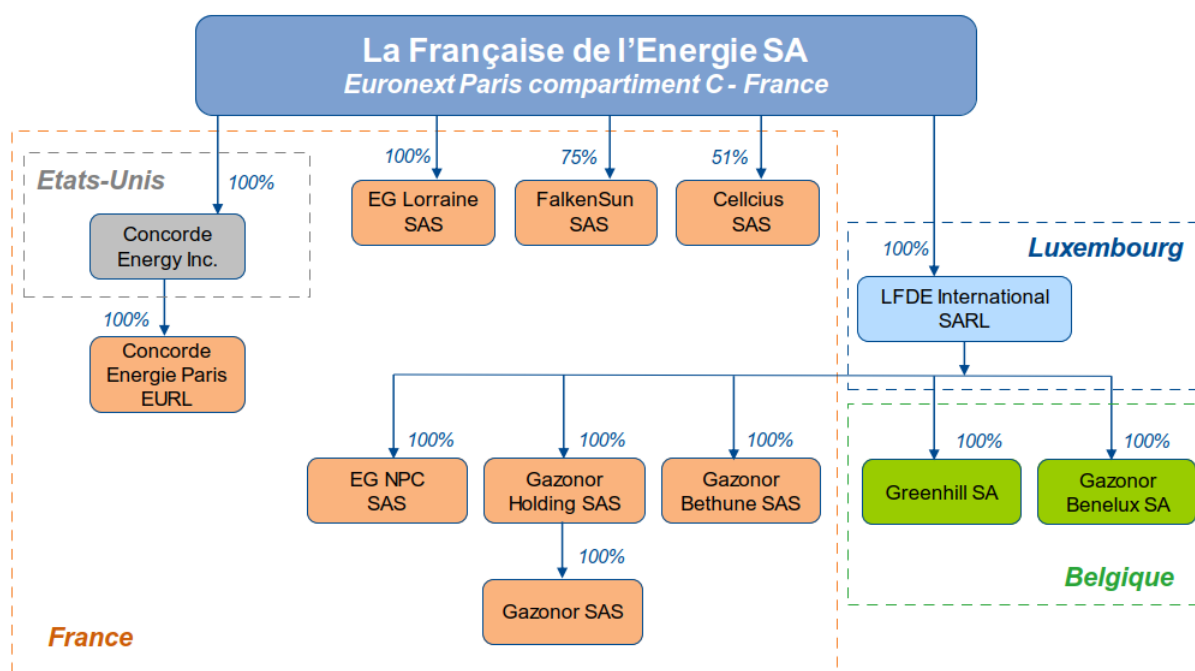 La Française de l'Energie SA
Euronext Paris compartiment C - France
Etats-Unis
100%
100%
75%
51%
EG Lorraine
SAS
FalkenSun
SAS
Cellcius
SAS
Concorde
Energy Inc.
100%
Luxembourg
LFDE International
SARL
100%
Concorde
Energie Paris
EURL
100%
100%
100%
100%
100%
EG NPC
SAS
Gazonor
Holding SAS
Gazonor
Bethune SAS
Greenhill SA
Gazonor
Benelux SA
100%
Gazonor SAS
Belgique
France